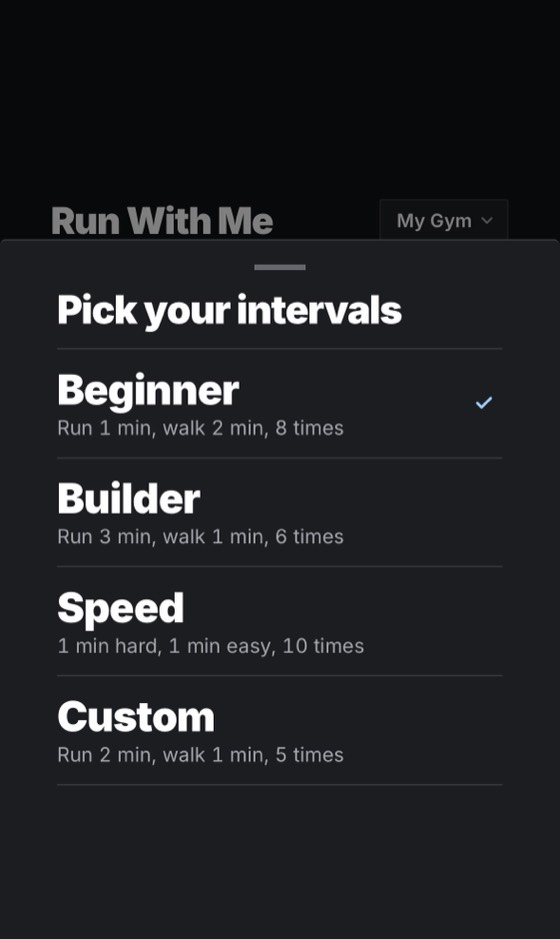 Run With Me
My Gym
Pick your intervals
Beginner
Run 1 min, walk 2 min, 8 times
Builder
Run 3 min, walk 1 min, 6 times
Speed
1 min hard, 1 min easy, 10 times
Custom
Run 2 min, walk 1 min, 5 times